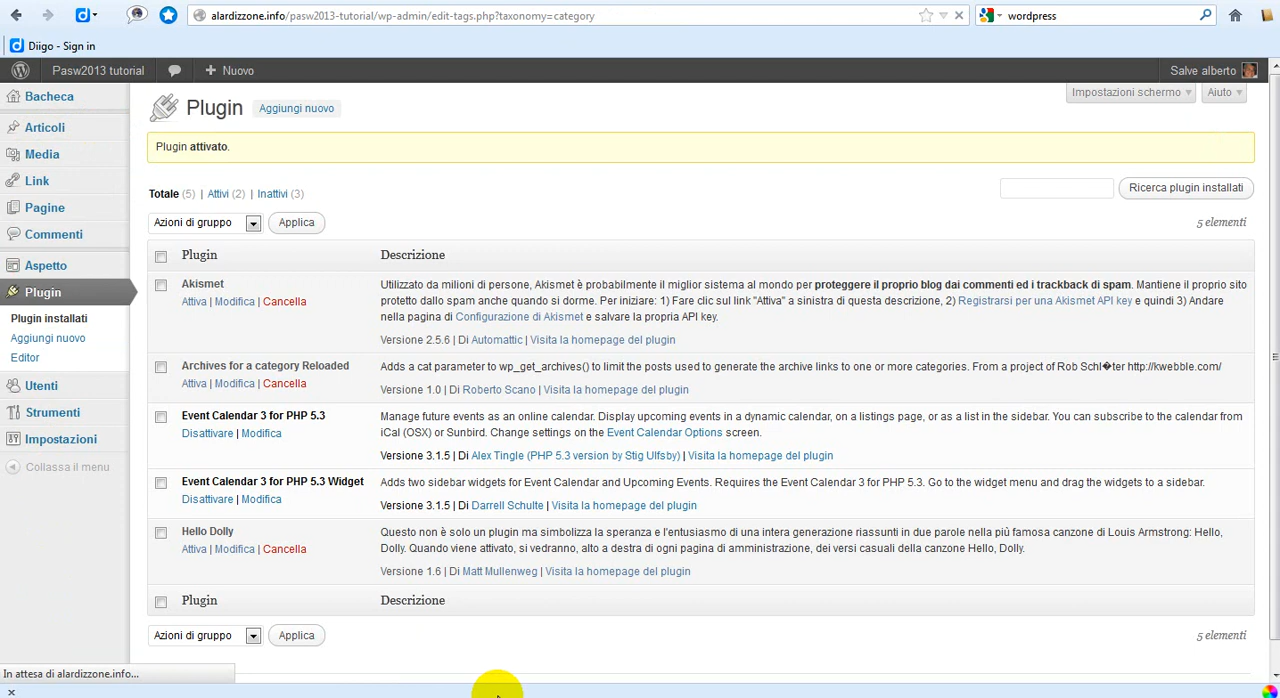 alardizzone.info/pasw2013-tutorial/wp-admin/edit-tags.php?taxonomy=category
wordpress
Diigo - Sign in
Pasw2013 tutorial
+ Nuovo
Salve alberto
Bacheca
Articoli
Media
Link
Pagine
Commenti
Aspetto
Plugin
Plugin installati
Aggiungi nuovo
Editor
Utenti
Strumenti
Impostazioni
Collassa il menu
Impostazioni schermo
Aiuto
Plugin Aggiungi nuovo
Plugin attivato.
Totale (5) | Attivi (2) | Inattivi (3)
Ricerca plugin installati
Azioni di gruppo Applica
5 elementi
Plugin Descrizione
Akismet
Attiva | Modifica | Cancella
Utilizzato da milioni di persone, Akismet è probabilmente il miglior sistema al mondo per proteggere il proprio blog dai commenti ed i trackback di spam. Mantiene il proprio sito
protetto dallo spam anche quando si dorme. Per iniziare: 1) Fare clic sul link "Attiva" a sinistra di questa descrizione, 2) Registrarsi per una Akismet API key e quindi 3) Andare
nella pagina di Configurazione di Akismet e salvare la propria API key.
Versione 2.5.6 | Di Automattic | Visita la homepage del plugin
Archives for a category Reloaded
Attiva | Modifica | Cancella
Adds a cat parameter to wp_get_archives() to limit the posts used to generate the archive links to one or more categories. From a project of Rob Schl�ter http://kwebble.com/
Versione 1.0 | Di Roberto Scano | Visita la homepage del plugin
Event Calendar 3 for PHP 5.3
Disattivare | Modifica
Manage future events as an online calendar. Display upcoming events in a dynamic calendar, on a listings page, or as a list in the sidebar. You can subscribe to the calendar from
iCal (OSX) or Sunbird. Change settings on the Event Calendar Options screen.
Versione 3.1.5 | Di Alex Tingle (PHP 5.3 version by Stig Ulfsby) | Visita la homepage del plugin
Event Calendar 3 for PHP 5.3 Widget
Disattivare | Modifica
Adds two sidebar widgets for Event Calendar and Upcoming Events. Requires the Event Calendar 3 for PHP 5.3. Go to the widget menu and drag the widgets to a sidebar.
Versione 3.1.5 | Di Darrell Schulte | Visita la homepage del plugin
Hello Dolly
Attiva | Modifica | Cancella
Questo non è solo un plugin ma simbolizza la speranza e l'entusiasmo di una intera generazione riassunti in due parole nella più famosa canzone di Louis Armstrong: Hello,
Dolly. Quando viene attivato, si vedranno, alto a destra di ogni pagina di amministrazione, dei versi casuali della canzone Hello, Dolly.
Versione 1.6 | Di Matt Mullenweg | Visita la homepage del plugin
Plugin Descrizione
Azioni di gruppo Applica
5 elementi
In attesa di alardizzone.info...